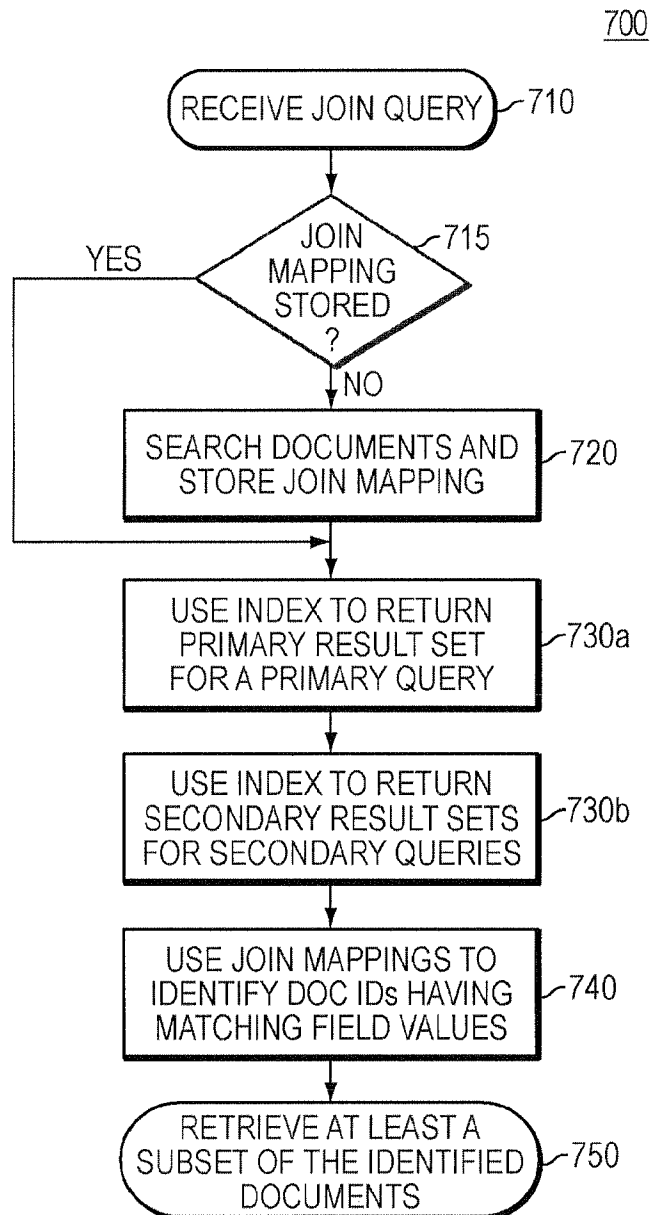 700
RECEIVE JOIN QUERY
710
JOIN
MAPPING
STORED
?
715
YES
NO
SEARCH DOCUMENTS AND
STORE JOIN MAPPING
720
USE INDEX TO RETURN
PRIMARY RESULT SET
FOR A PRIMARY QUERY
730a
USE INDEX TO RETURN
SECONDARY RESULT SETS
FOR SECONDARY QUERIES
730b
USE JOIN MAPPINGS TO
IDENTIFY DOC IDs HAVING
MATCHING FIELD VALUES
740
RETRIEVE AT LEAST A
SUBSET OF THE IDENTIFIED
DOCUMENTS
750